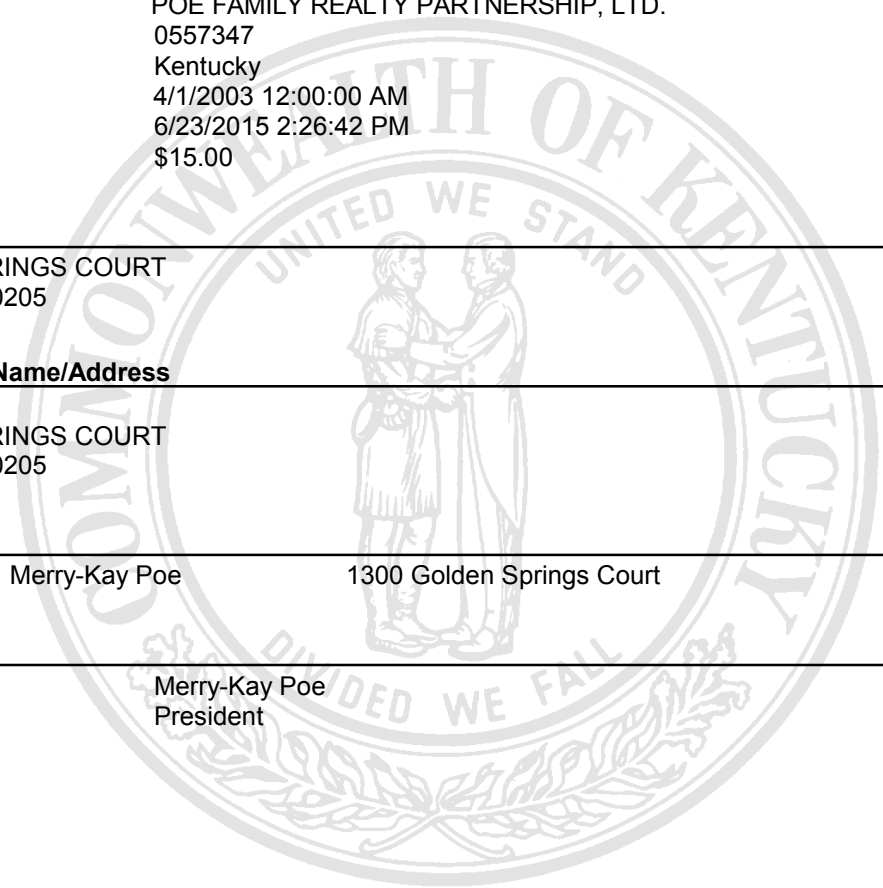 POE FAMILY REALTY PARTNERSHIP, LTD.
0557347
Kentucky
4/1/2003 12:00:00 AM
6/23/2015 2:26:42 PM
$15.00
RINGS COURT
0205
Name/Address
RINGS COURT
0205
Merry-Kay Poe 1300 Golden Springs Court
Merry-Kay Poe
President
COMMONWEALTH OF KENTUCKY
UNITED WE STAND
DIVIDED WE FALL